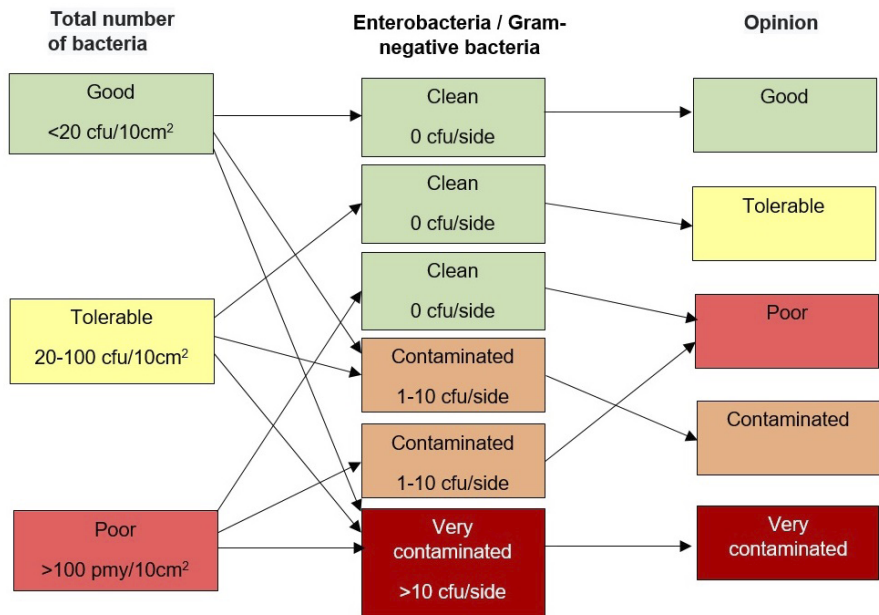 Total number
of bacteria
Enterobacteria / Gram-
negative bacteria
Opinion
Good
<20 cfu/10cm²
Clean
0 cfu/side
Good
Clean
0 cfu/side
Tolerable
Clean
0 cfu/side
Tolerable
20-100 cfu/10cm²
Poor
Contaminated
1-10 cfu/side
Contaminated
Contaminated
1-10 cfu/side
Poor
>100 pmy/10cm²
Very
contaminated
>10 cfu/side
Very
contaminated